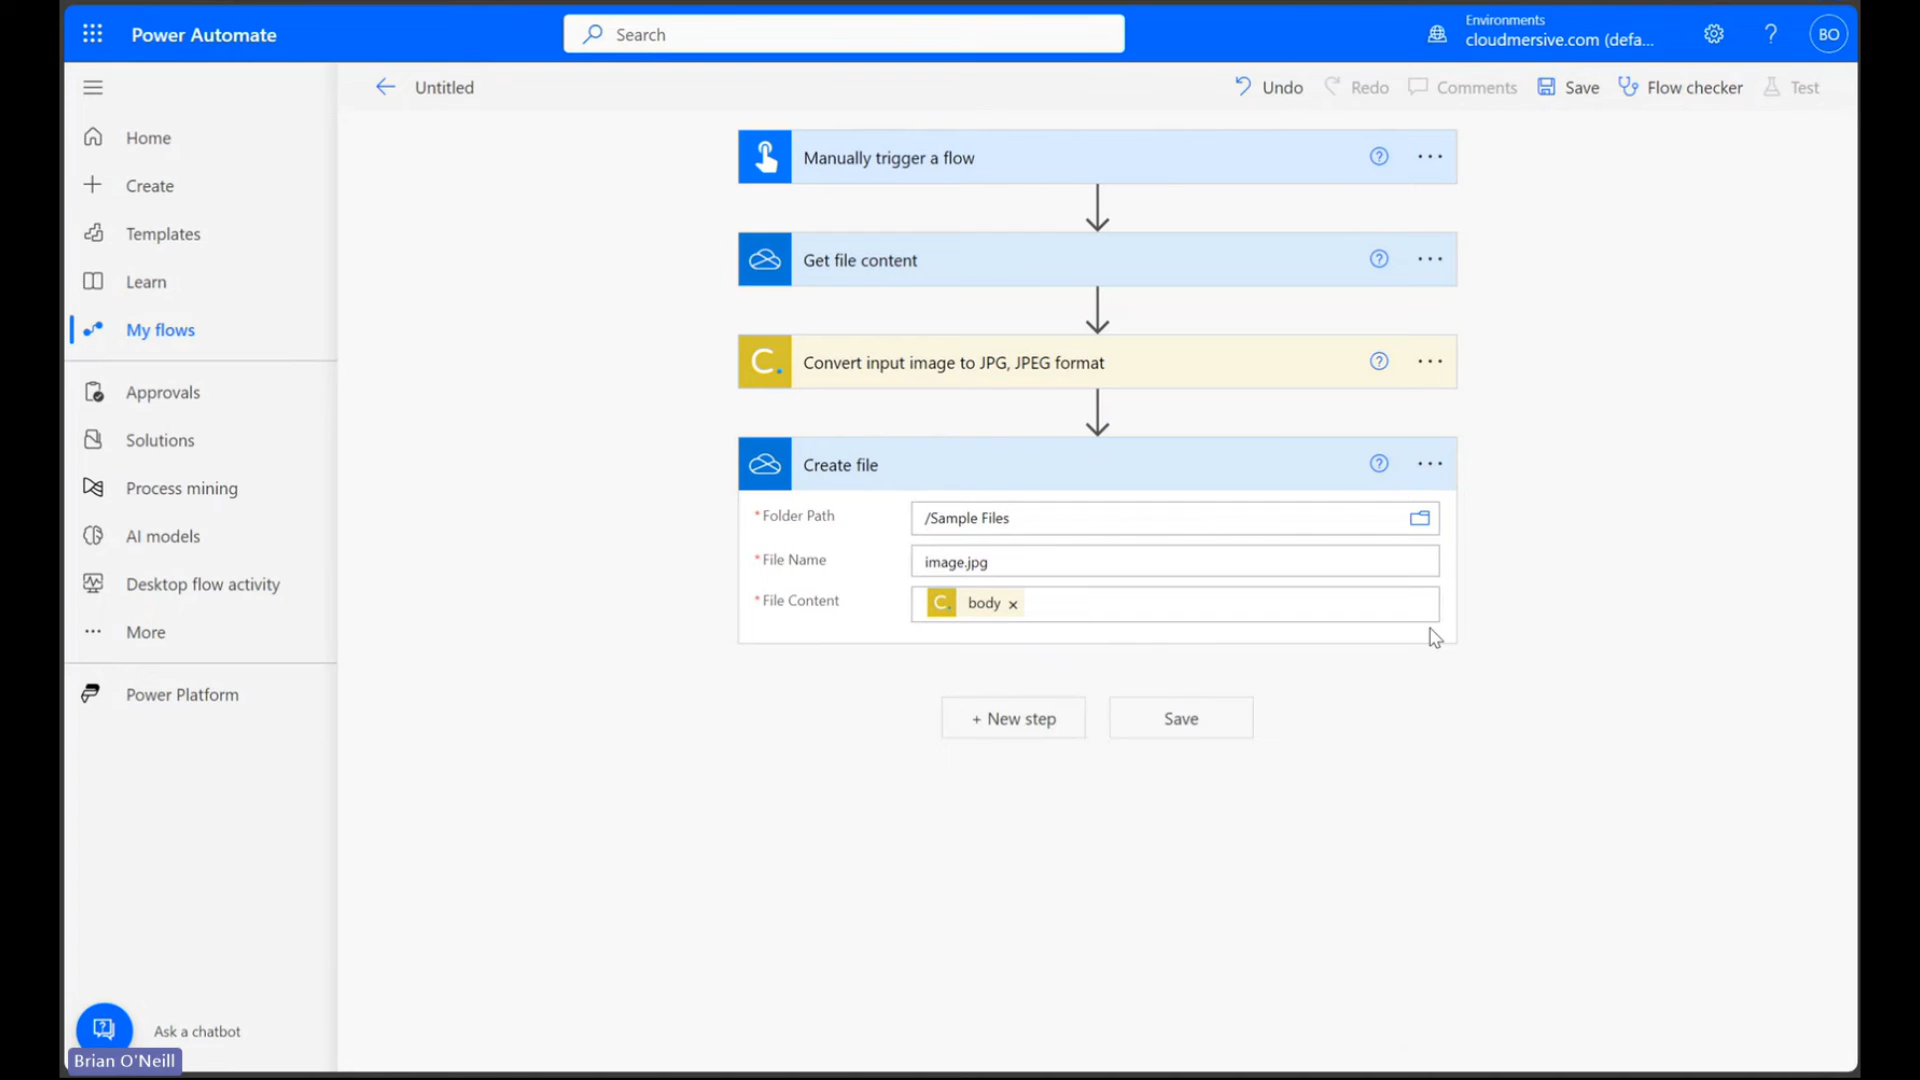 Power Automate
Search
Environments
cloudmersive.com (defa...
?
BO
Untitled
Undo
Redo
Comments
Save
Flow checker
Test
Home
Create
Templates
Learn
My flows
Approvals
Solutions
Process mining
AI models
Desktop flow activity
More
Power Platform
Ask a chatbot
Brian O'Neill
Manually trigger a flow
Get file content
C. Convert input image to JPG, JPEG format
Create file
*Folder Path /Sample Files
*File Name image.jpg
*File Content C. body ×
+ New step
Save